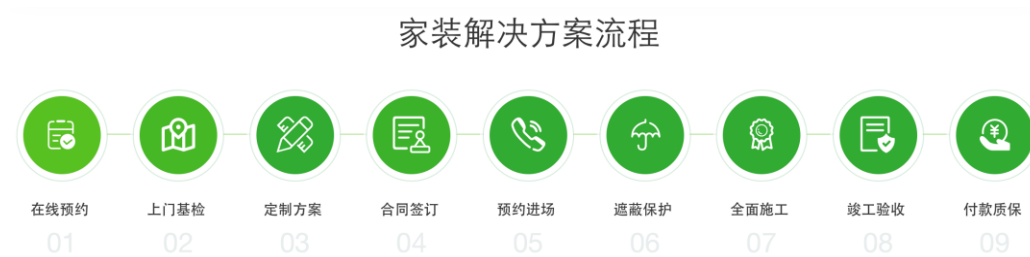 家装解决方案流程
在线预约 上门基检 定制方案 合同签订 预约进场 遮蔽保护 全面施工 竣工验收 付款质保
01 02 03 04 05 06 07 08 09